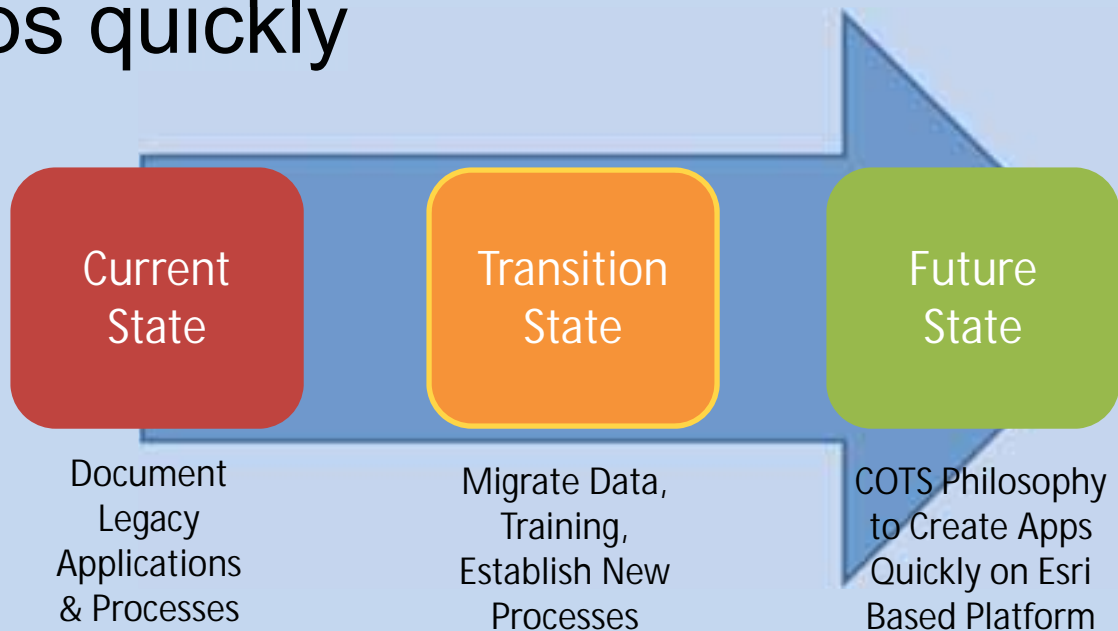 quickly
Current
State
Transition
State
Future
State
Document
Legacy
Applications
& Processes
Migrate Data,
Training,
Establish New
Processes
COTS Philosophy
to Create Apps
Quickly on Esri
Based Platform